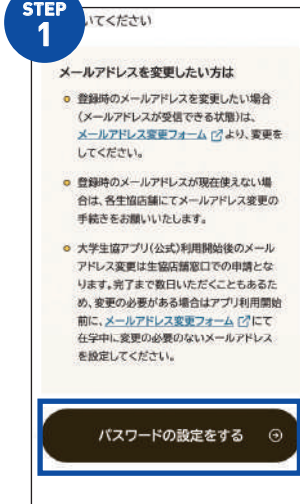 STEP
1
いてください
メールアドレスを変更したい方は
登録時のメールアドレスを変更したい場合
(メールアドレスが受信できる状態)は、
メールアドレス変更フォーム より、変更を
してください。
登録時のメールアドレスが現在使えない場
合は、各生協店舗にてメールアドレス変更の
手続きをお願いいたします。
大学生協アプリ(公式)利用開始後のメール
アドレス変更は生協店舗窓口での申請とな
ります。完了まで数日いただくこともあるた
め、変更の必要がある場合はアプリ利用開始
前に、メールアドレス変更フォーム にて
在学中に変更の必要のないメールアドレス
を設定してください。
パスワードの設定をする